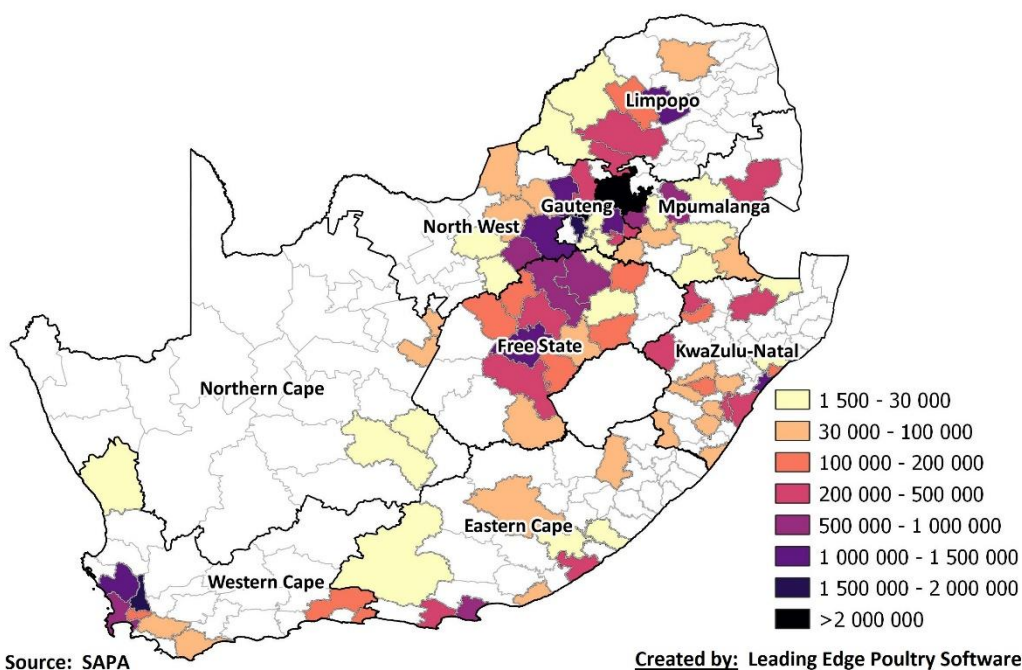 Limpopo
Gauteng
Mpumalanga
North West
Free State
KwaZulu-Natal
Northern Cape
Eastern Cape
Western Cape
1 500 - 30 000
30 000 - 100 000
100 000 - 200 000
200 000 - 500 000
500 000 - 1 000 000
1 000 000 - 1 500 000
1 500 000 - 2 000 000
>2 000 000
Source: SAPA
Created by: Leading Edge Poultry Software